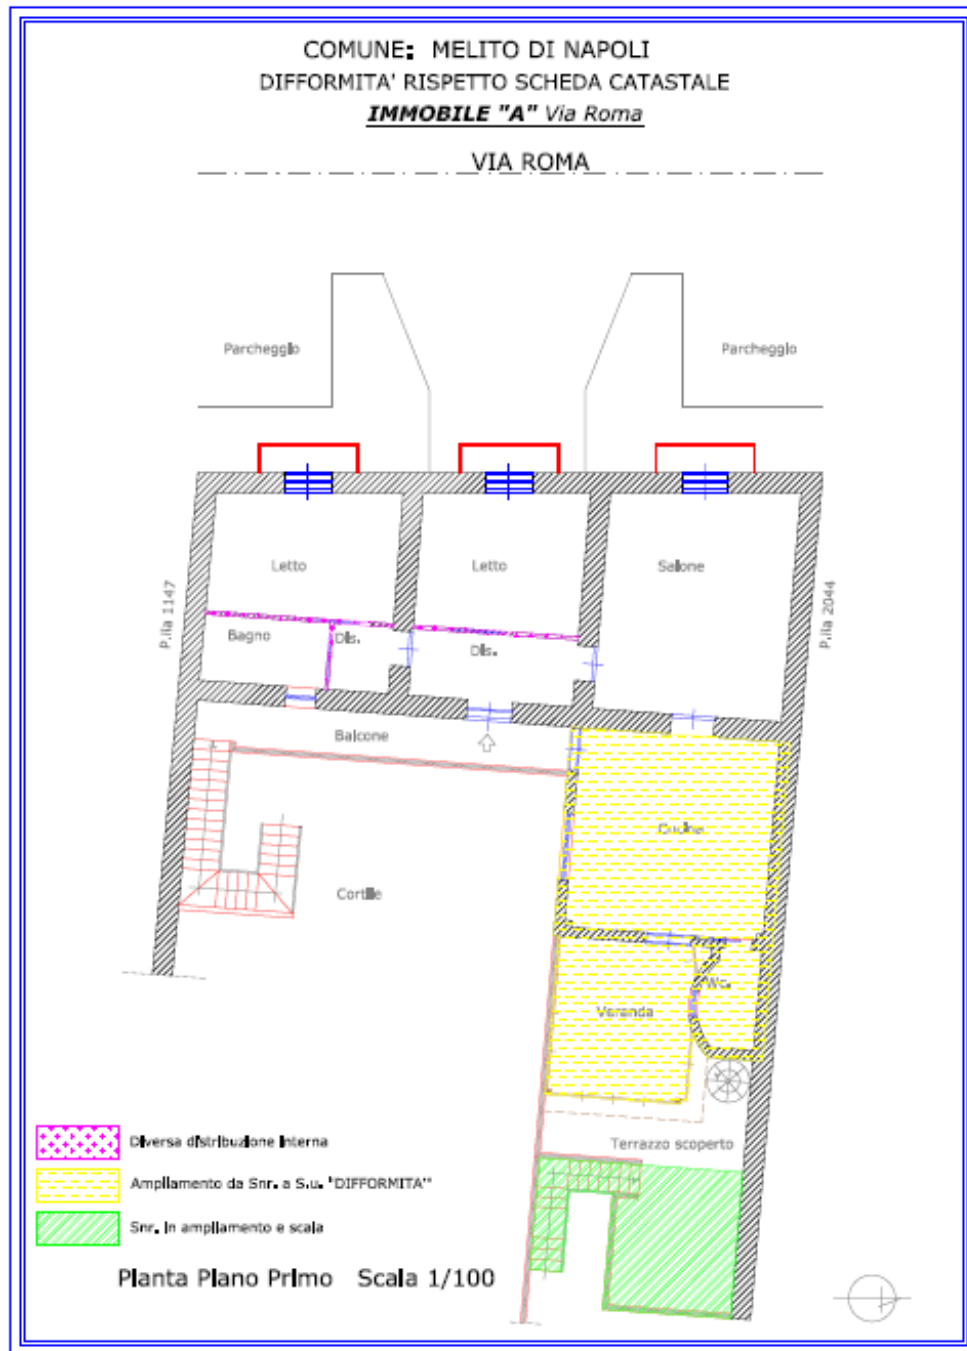 COMUNE: MELITO DI NAPOLI
DIFFORMITA' RISPETTO SCHEDA CATASTALE
IMMOBILE "A" Via Roma
VIA ROMA
Parcheggio
Parcheggio
Letto
Letto
Salone
P.lla 1147
P.lla 2044
Bagno
Dis.
Dis.
Balcone
Cucina
Cortile
Wc.
Veranda
Terrazzo scoperto
Diversa distribuzione interna
Ampliamento da Snr. a S.u. "DIFFORMITA'"
Snr. in ampliamento e scala
Pianta Piano Primo Scala 1/100